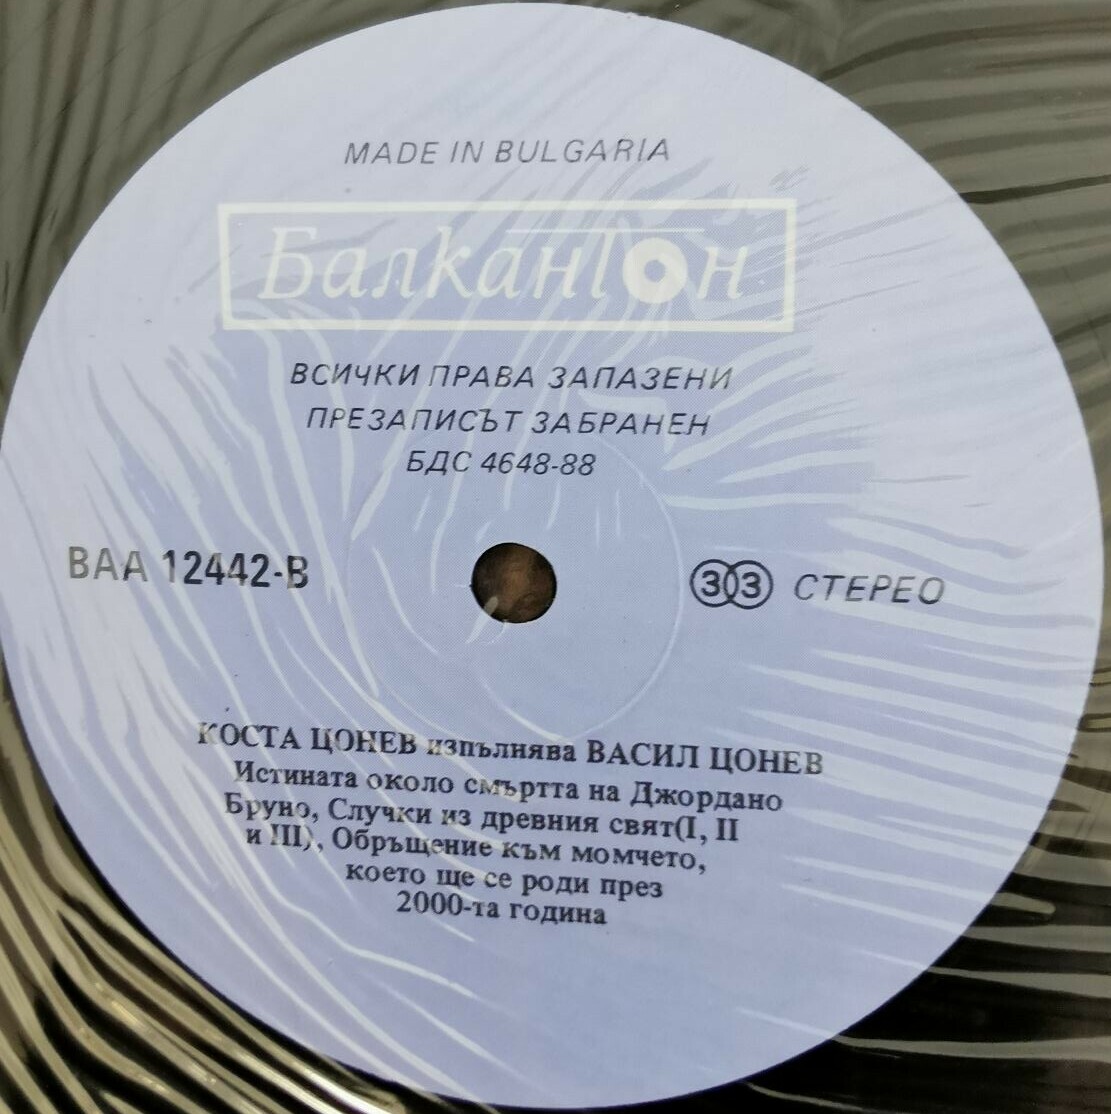 MADE IN BULGARIA
Балкантон
ВСИЧКИ ПРАВА ЗАПАЗЕНИ
ПРЕЗАПИСЪТ ЗАБРАНЕН
БДС 4648-88
ВАА 12442-В
33 СТЕРЕО
КОСТА ЦОНЕВ изпълнява ВАСИЛ ЦОНЕВ
Истината около смъртта на Джордано
Бруно, Случки из древния свят(I, II
и III), Обръщение към момчето,
което ще се роди през
2000-та година